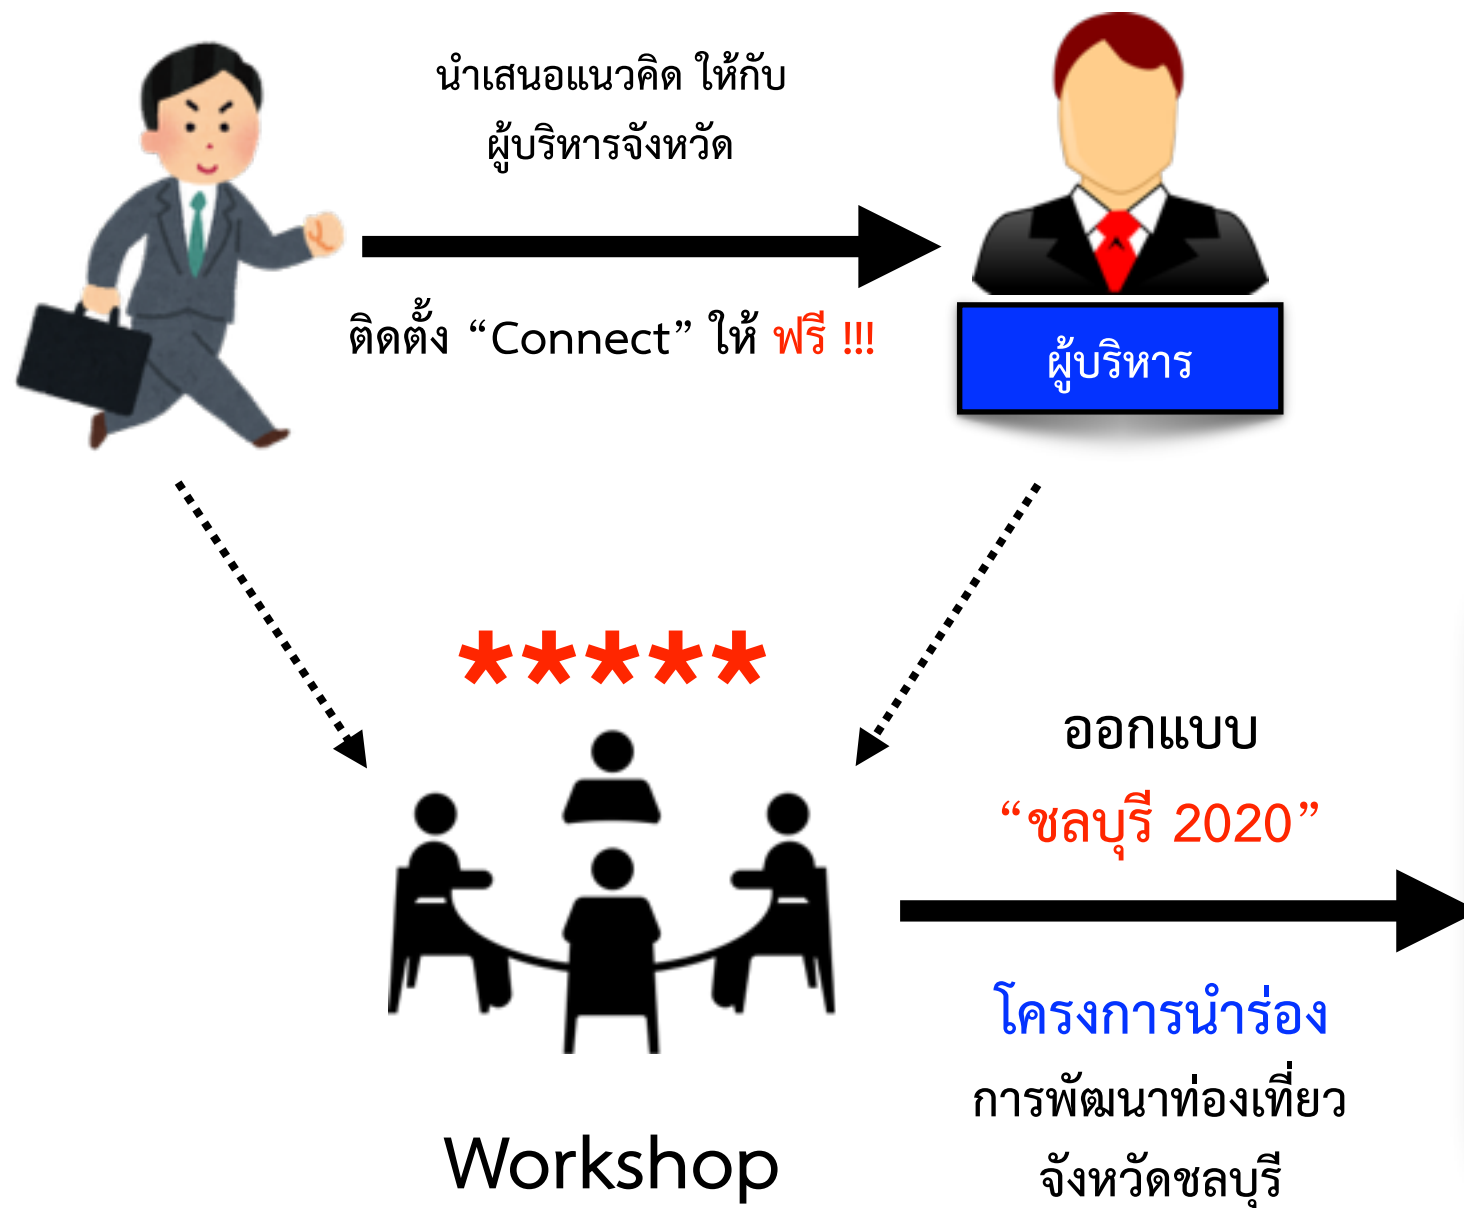 นำเสนอแนวคิด ให้กับ
ผู้บริหารจังหวัด
ติดตั้ง “Connect” ให้ ฟรี !!!
ผู้บริหาร
*****
ออกแบบ
“ชลบุรี 2020”
โครงการนำร่อง
การพัฒนาท่องเที่ยว
จังหวัดชลบุรี
Workshop